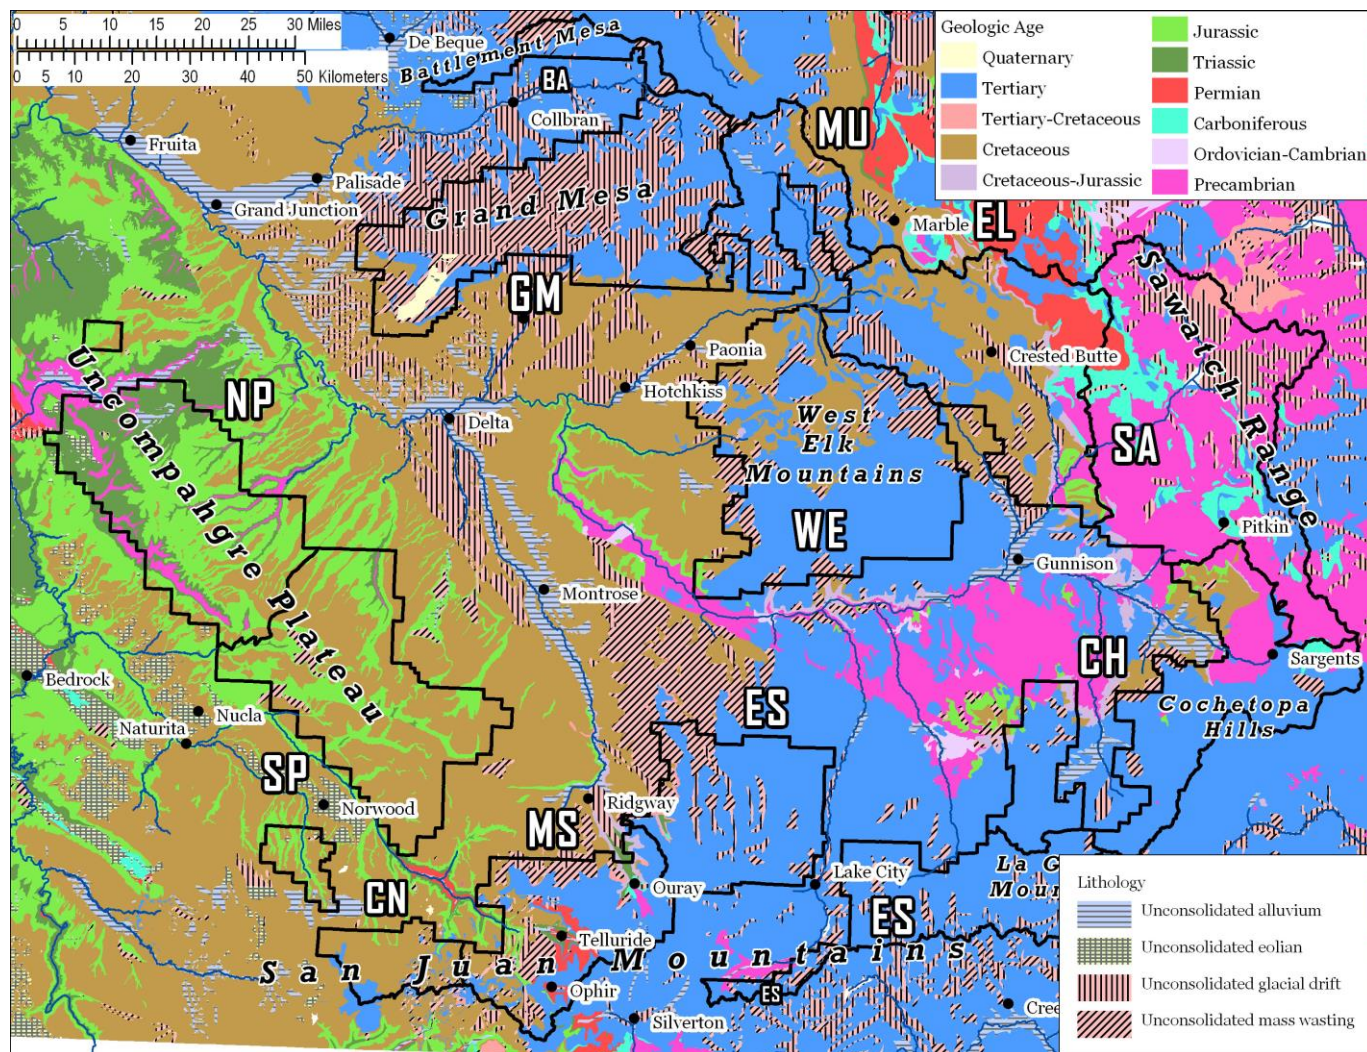 0 5 10 15 20 30 Miles
0 5 10 20 30 40 50 Kilometers
De Beque
Battlement Mesa
BA
Collbran
Fruita
Palisade
Grand Junction
Grand Mesa
GM
MU
Marble
EL
Geologic Age
Quaternary
Tertiary
Tertiary-Cretaceous
Cretaceous
Cretaceous-Jurassic
Jurassic
Triassic
Permian
Carboniferous
Ordovician-Cambrian
Precambrian
Sawatch Range
Uncompahgre Plateau
NP
Paonia
Crested Butte
Hotchkiss
Delta
West
Elk
Mountains
SA
WE
Pitkin
Gunnison
Montrose
CH
Sargents
Bedrock
ES
Cochetopa
Hills
Nucla
Naturita
SP
Norwood
Ridgway
MS
La G
Moun
CN
Ouray
Lake City
ES
Telluride
San Juan Mountains
Ophir
ES
Silverton
Cree
Lithology
Unconsolidated alluvium
Unconsolidated eolian
Unconsolidated glacial drift
Unconsolidated mass wasting